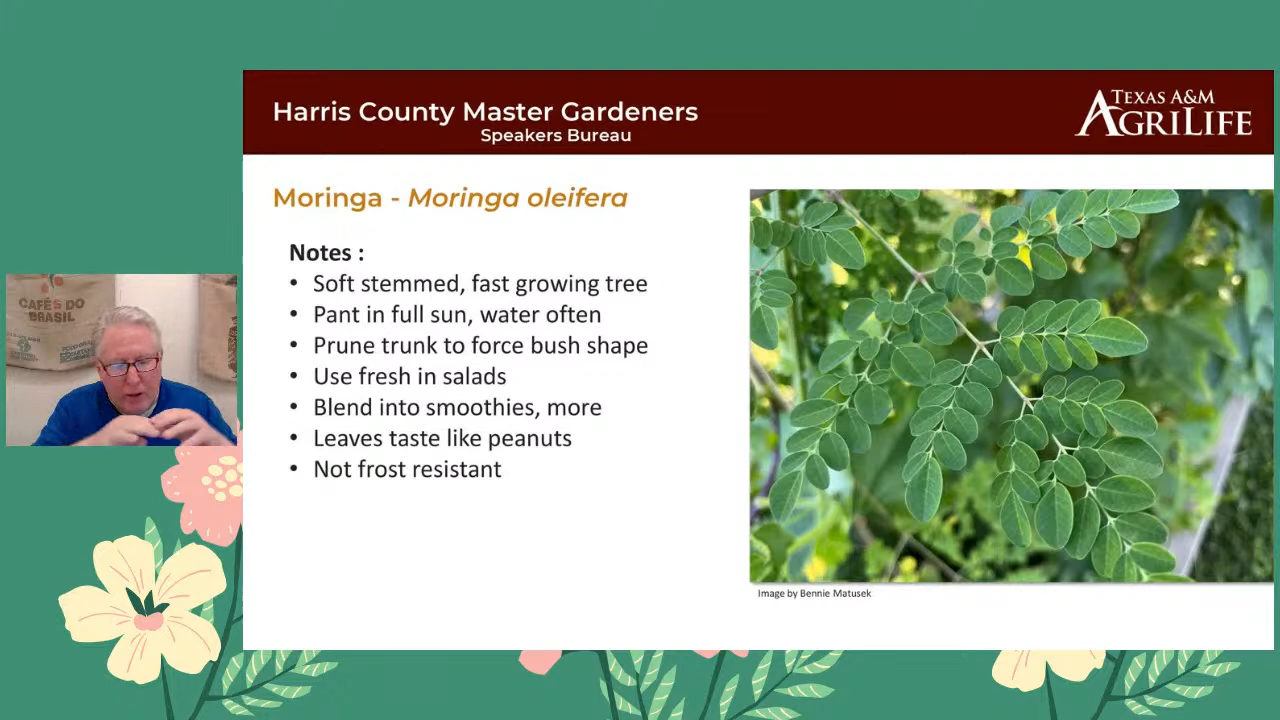 Harris County Master Gardeners
Speakers Bureau
TEXAS A&M
AGRILIFE
Moringa - Moringa oleifera
Notes :
• Soft stemmed, fast growing tree
• Pant in full sun, water often
• Prune trunk to force bush shape
• Use fresh in salads
• Blend into smoothies, more
• Leaves taste like peanuts
• Not frost resistant
CAFÉS DO
BRASIL
Image by Bennie Matusek